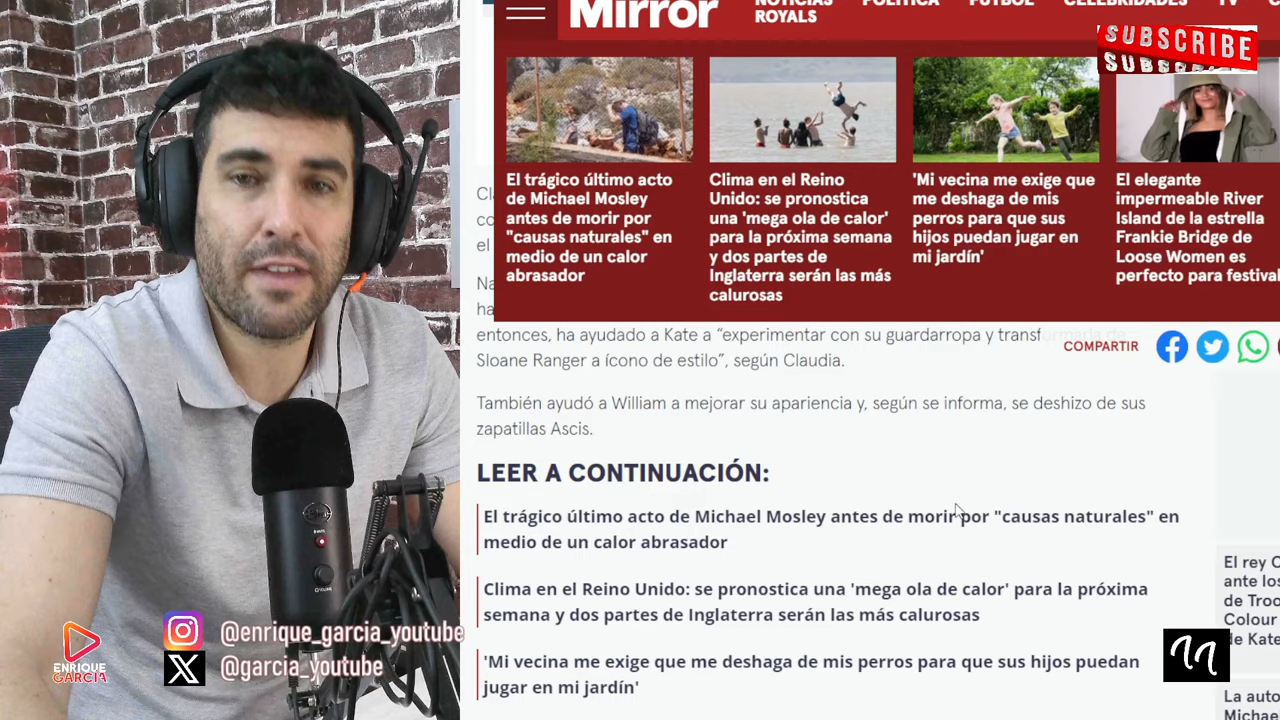 Mirror
NOTICIAS
ROYALS
POLÍTICA
FÚTBOL
CELEBRIDADES
TV
SUBSCRIBE
SUBSCRIBE
El trágico último acto
de Michael Mosley
antes de morir por
"causas naturales" en
medio de un calor
abrasador
Clima en el Reino
Unido: se pronostica
una 'mega ola de calor'
para la próxima semana
y dos partes de
Inglaterra serán las más
calurosas
'Mi vecina me exige que
me deshaga de mis
perros para que sus
hijos puedan jugar en
mi jardín'
El elegante
impermeable River
Island de la estrella
Frankie Bridge de
Loose Women es
perfecto para festival
entonces, ha ayudado a Kate a “experimentar con su guardarropa y transformarla de
Sloane Ranger a ícono de estilo”, según Claudia.
COMPARTIR
También ayudó a William a mejorar su apariencia y, según se informa, se deshizo de sus
zapatillas Ascis.
LEER A CONTINUACIÓN:
El trágico último acto de Michael Mosley antes de morir por "causas naturales" en
medio de un calor abrasador
Clima en el Reino Unido: se pronostica una 'mega ola de calor' para la próxima
semana y dos partes de Inglaterra serán las más calurosas
'Mi vecina me exige que me deshaga de mis perros para que sus hijos puedan
jugar en mi jardín'
El rey C
ante los
de Troo
Colour
de Kate
La auto
Michae
ENRIQUE
GARCIA
@enrique_garcia_youtube
@garcia_youtube